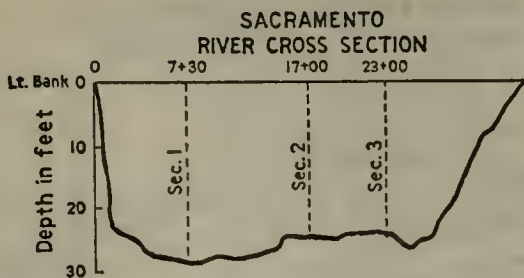 SACRAMENTO
RIVER CROSS SECTION
0 7+30 17+00 23+00
Lt. Bank 0
10
20
30
Depth in feet
Sec. 1
Sec. 2
Sec. 3